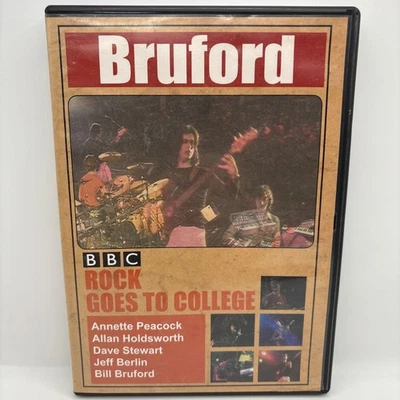 Bruford
BBC
ROCK
GOES TO COLLEGE
Annette Peacock
Allan Holdsworth
Dave Stewart
Jeff Berlin
Bill Bruford